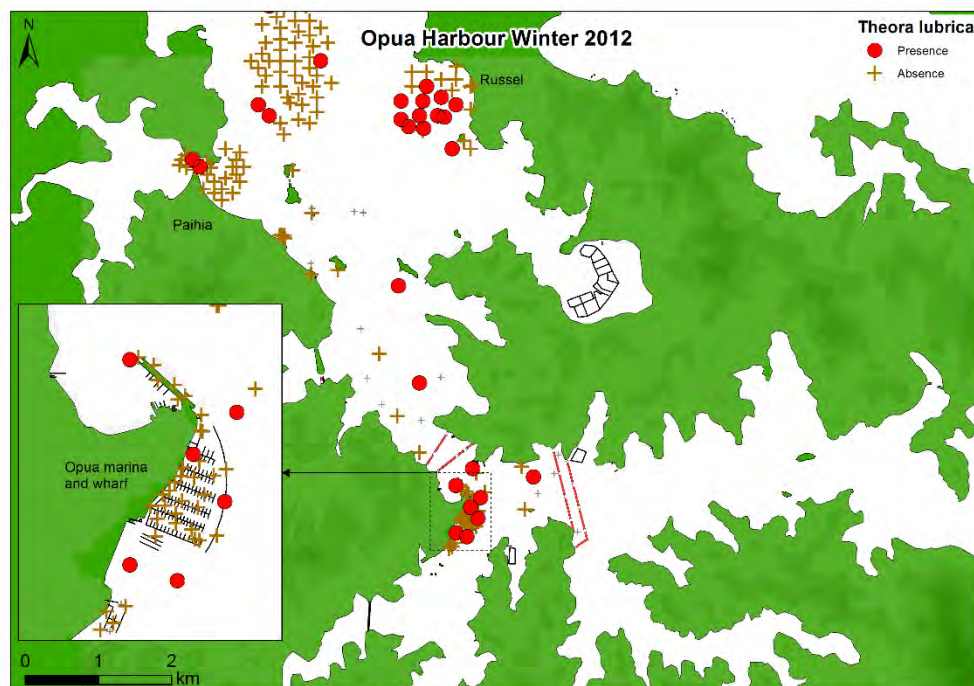 N
Opua Harbour Winter 2012
Theora lubrica
Presence
Absence
Russel
Paihia
Opua marina
and wharf
0 1 2
km